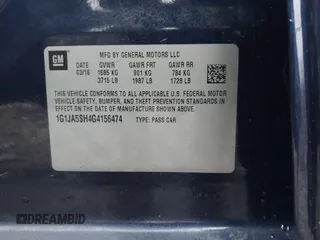 GM
MFG BY GENERAL MOTORS LLC
DATE GVWR GAWR FRT GAWR RR
03/16 1685 KG 901 KG 784 KG
3715 LB 1987 LB 1728 LB
THIS VEHICLE CONFORMS TO ALL APPLICABLE U.S. FEDERAL MOTOR
VEHICLE SAFETY, BUMPER, AND THEFT PREVENTION STANDARDS
IN EFFECT ON THE DATE OF MANUFACTURE SHOWN ABOVE.
1G1JA5SH4G4156474 TYPE: PASS CAR
DREAMBID